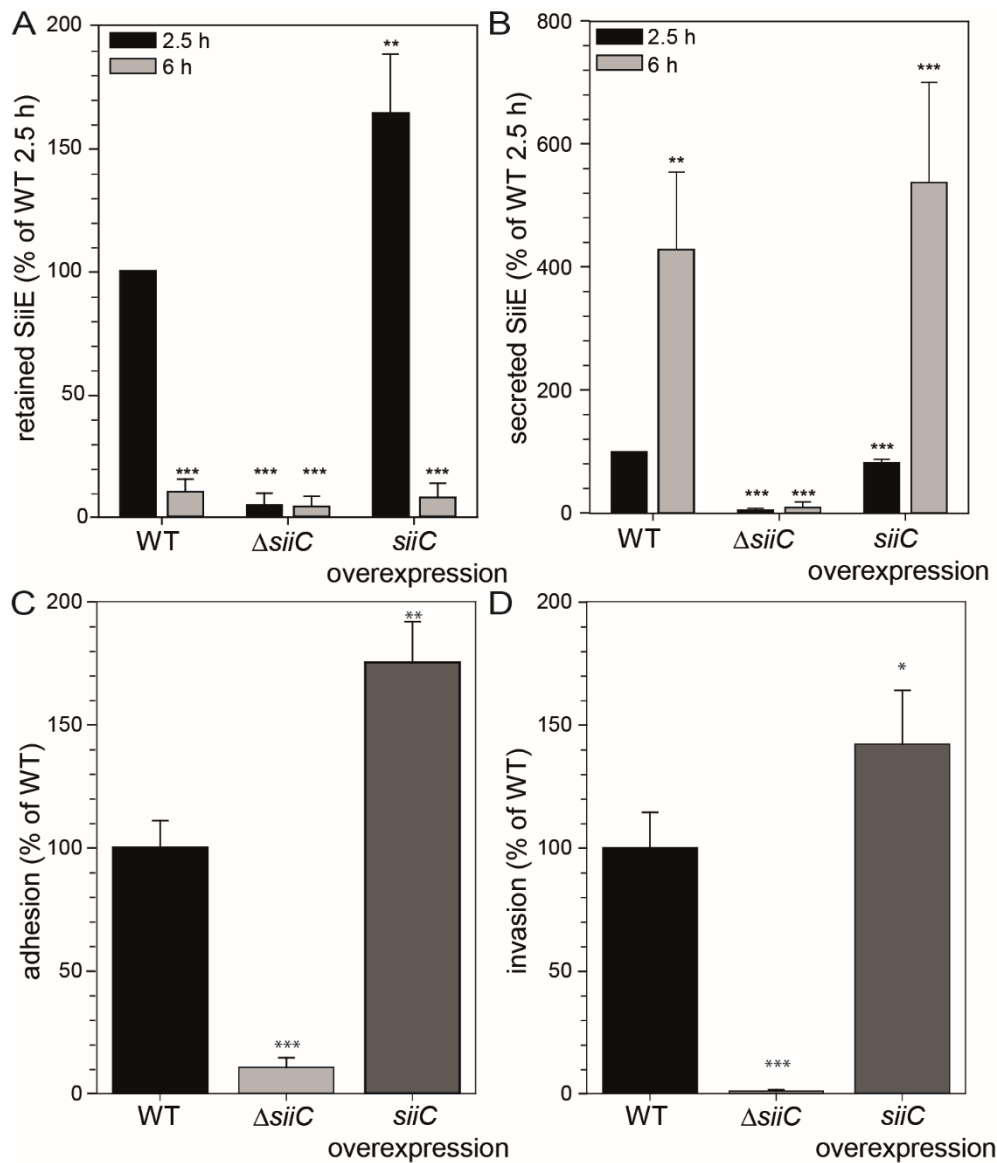 A
retained SiiE (% of WT 2.5 h)
200
150
100
50
0
2.5 h
6 h
**
***
***
***
***
WT
ΔsiiC
siiC
overexpression
B
secreted SiiE (% of WT 2.5 h)
800
600
400
200
0
2.5 h
6 h
**
***
***
***
***
WT
ΔsiiC
siiC
overexpression
C
adhesion (% of WT)
200
150
100
50
0
**
***
WT
ΔsiiC
siiC
overexpression
D
invasion (% of WT)
200
150
100
50
0
*
***
WT
ΔsiiC
siiC
overexpression